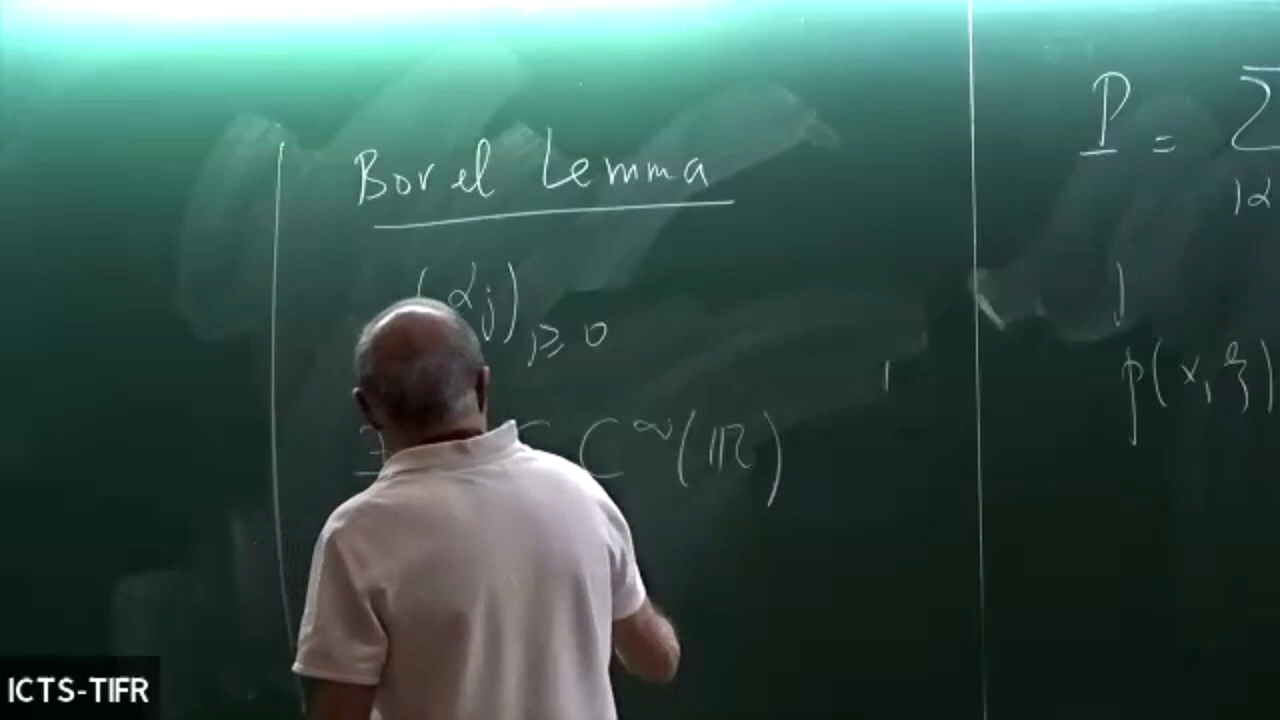 Borel Lemma
(αj)j≥0
∃ C∞(ℝ)
P = Σ
|α
p(x,ξ)
ICTS-TIFR